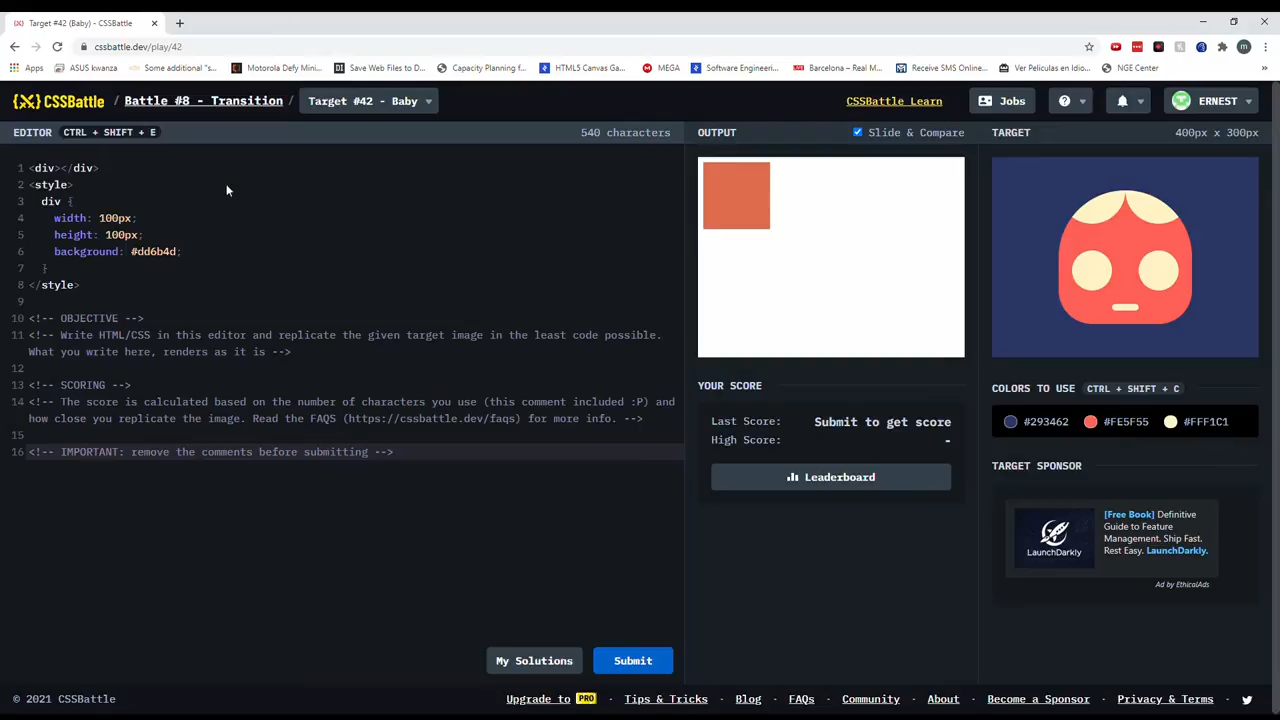 Target #42 (Baby) - CSSBattle
cssbattle.dev/play/42
Apps
ASUS kwanza
Some additional "s...
Motorola Defy Mini...
Save Web Files to D...
Capacity Planning f...
HTML5 Canvas Ga...
MEGA
Software Engineeri...
Barcelona – Real M...
Receive SMS Online...
Ver Películas en Idio...
NGE Center
»
CSSBATTLE / Battle #8 - Transition / Target #42 - Baby
CSSBattle Learn
Jobs
ERNEST
EDITOR CTRL + SHIFT + E
540 characters
OUTPUT
Slide & Compare
TARGET
400px x 300px
1 <div></div>
2 <style>
3 div {
4 width: 100px;
5 height: 100px;
6 background: #dd6b4d;
7 }
8 </style>
9
10 <!-- OBJECTIVE -->
11 <!-- Write HTML/CSS in this editor and replicate the given target image in the least code possible.
What you write here, renders as it is -->
12
13 <!-- SCORING -->
14 <!-- The score is calculated based on the number of characters you use (this comment included :P) and
how close you replicate the image. Read the FAQS (https://cssbattle.dev/faqs) for more info. -->
15
16 <!-- IMPORTANT: remove the comments before submitting -->
My Solutions
Submit
YOUR SCORE
Last Score: Submit to get score
High Score: -
Leaderboard
COLORS TO USE CTRL + SHIFT + C
#293462 #FE5F55 #FFF1C1
TARGET SPONSOR
LaunchDarkly
[Free Book] Definitive
Guide to Feature
Management. Ship Fast.
Rest Easy. LaunchDarkly.
Ad by EthicalAds
© 2021 CSSBattle
Upgrade to PRO · Tips & Tricks · Blog · FAQs · Community · About · Become a Sponsor · Privacy & Terms ·